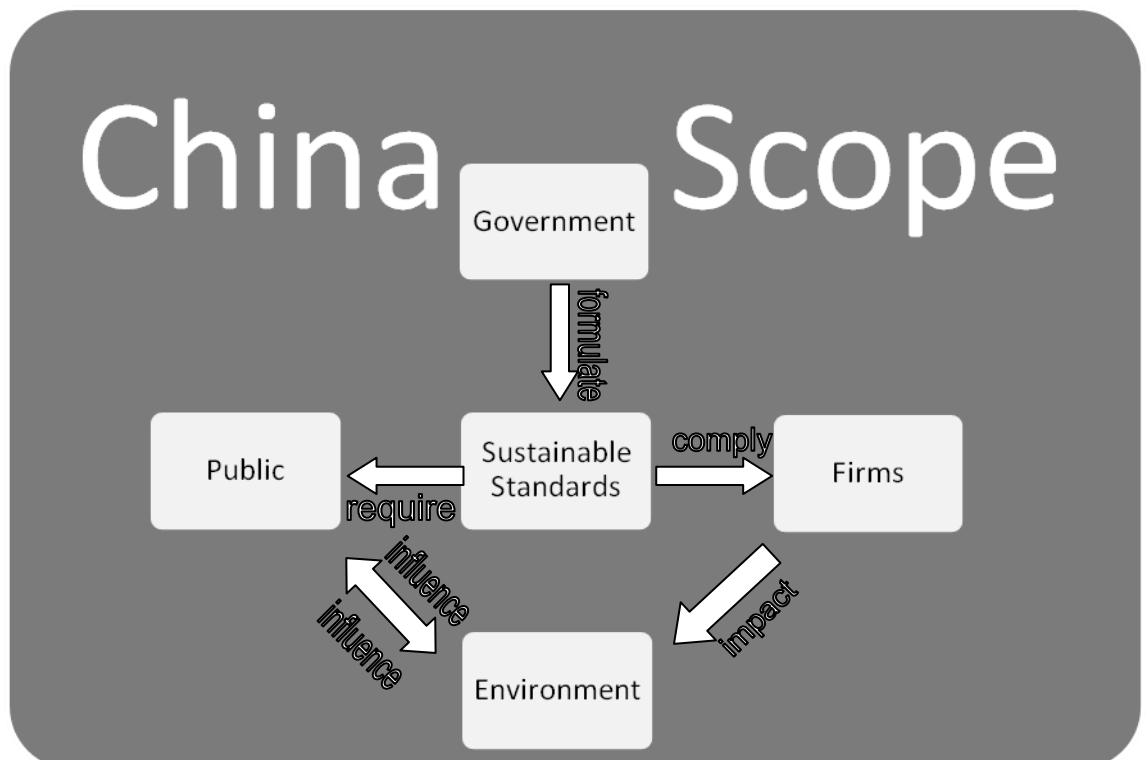 China Scope
Government
formulate
Public
Sustainable
Standards
comply
Firms
require
influence
influence
impact
Environment